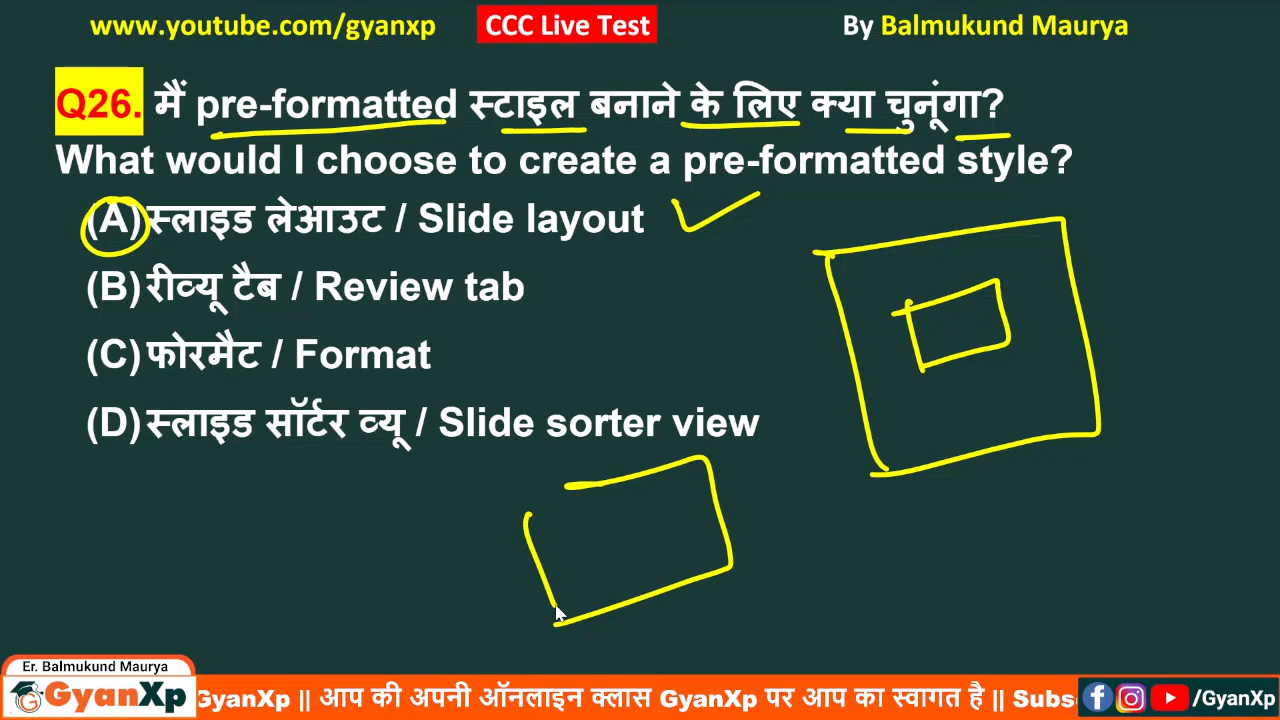 www.youtube.com/gyanxp CCC Live Test By Balmukund Maurya
Q26. मैं pre-formatted स्टाइल बनाने के लिए क्या चुनूंगा?
What would I choose to create a pre-formatted style?
(A) स्लाइड लेआउट / Slide layout
(B) रीव्यू टैब / Review tab
(C) फोरमैट / Format
(D) स्लाइड सॉर्टर व्यू / Slide sorter view
Er. Balmukund Maurya
GyanXp GyanXp || आप की अपनी ऑनलाइन क्लास GyanXp पर आप का स्वागत है || Subs /GyanXp